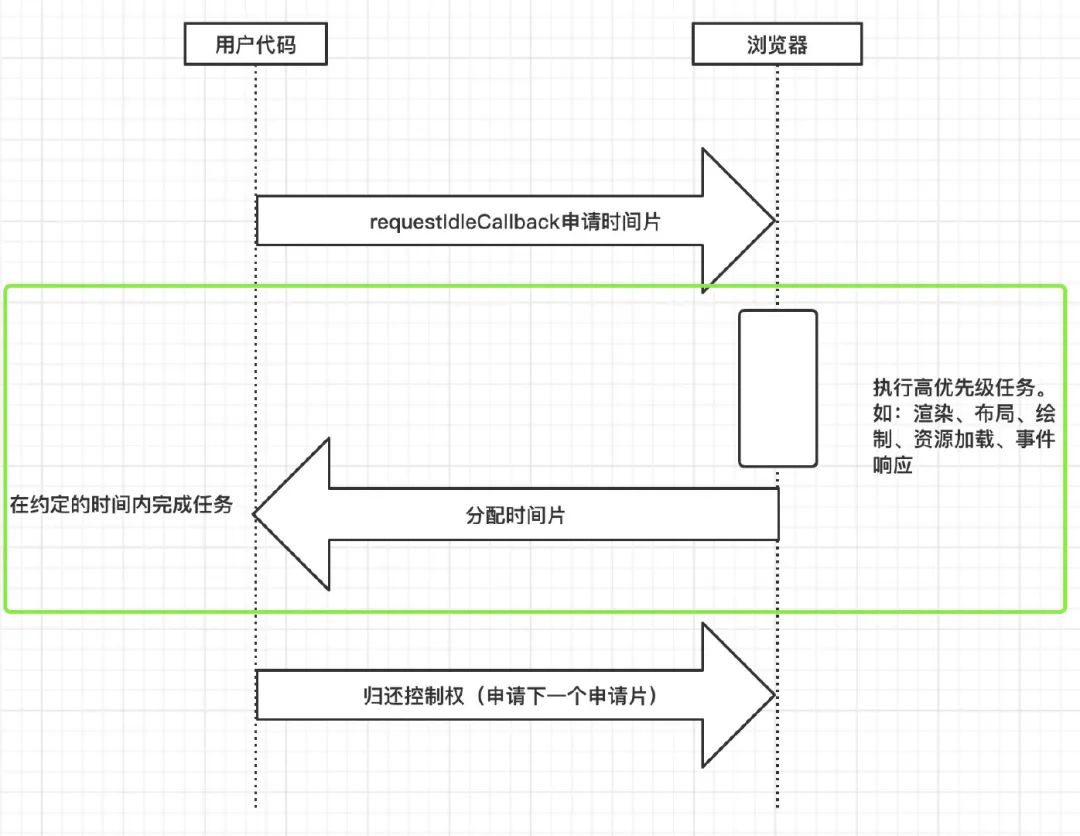 用户代码
浏览器
requestIdleCallback申请时间片
执行高优先级任务。
如：渲染、布局、绘
制、资源加载、事件
响应
在约定的时间内完成任务
分配时间片
归还控制权（申请下一个申请片）